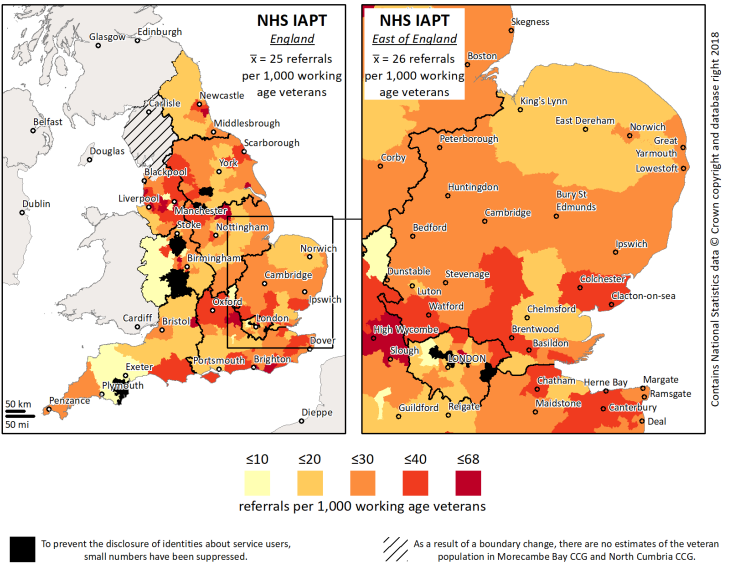 NHS IAPT
England
x̅ = 25 referrals
per 1,000 working
age veterans
Glasgow
Edinburgh
Carlisle
Newcastle
Belfast
Middlesbrough
Scarborough
Douglas
York
Blackpool
Dublin
Liverpool
Manchester
Stoke
Nottingham
Norwich
Birmingham
Cambridge
Ipswich
Oxford
Cardiff
Bristol
London
Dover
Portsmouth
Brighton
Exeter
Plymouth
Penzance
50 km
50 mi
Dieppe
NHS IAPT
East of England
x̅ = 26 referrals
per 1,000 working
age veterans
Skegness
Boston
King's Lynn
East Dereham
Norwich
Great
Yarmouth
Lowestoft
Peterborough
Corby
Huntingdon
Bury St
Edmunds
Cambridge
Bedford
Ipswich
Dunstable
Stevenage
Luton
Colchester
Clacton-on-sea
Watford
Chelmsford
High Wycombe
Brentwood
Slough
LONDON
Basildon
Chatham
Herne Bay
Margate
Ramsgate
Guildford
Reigate
Maidstone
Canterbury
Deal
Contains National Statistics data © Crown copyright and database right 2018
≤10 ≤20 ≤30 ≤40 ≤68
referrals per 1,000 working age veterans
To prevent the disclosure of identities about service users,
small numbers have been suppressed.
As a result of a boundary change, there are no estimates of the veteran
population in Morecambe Bay CCG and North Cumbria CCG.